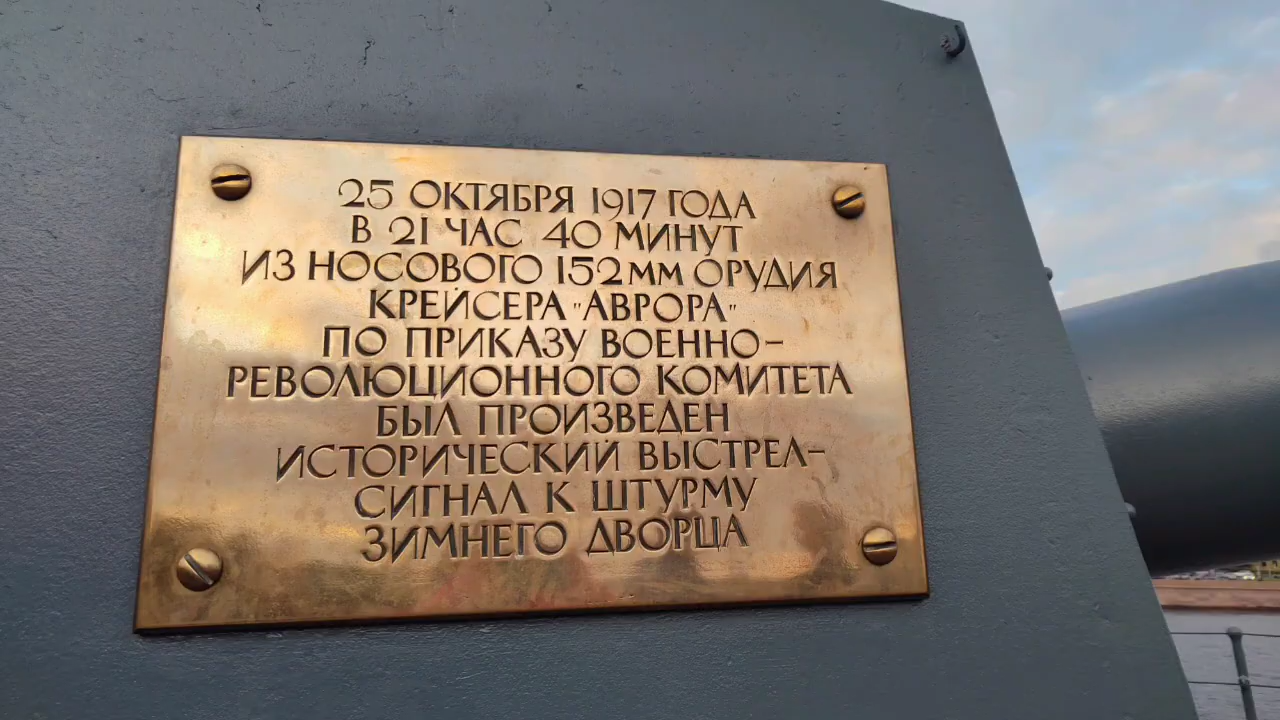 25 ОКТЯБРЯ 1917 ГОДА
В 21 ЧАС 40 МИНУТ
ИЗ НОСОВОГО 152ММ ОРУДИЯ
КРЕЙСЕРА "АВРОРА"
ПО ПРИКАЗУ ВОЕННО-
РЕВОЛЮЦИОННОГО КОМИТЕТА
БЫЛ ПРОИЗВЕДЕН
ИСТОРИЧЕСКИЙ ВЫСТРЕЛ-
СИГНАЛ К ШТУРМУ
ЗИМНЕГО ДВОРЦА